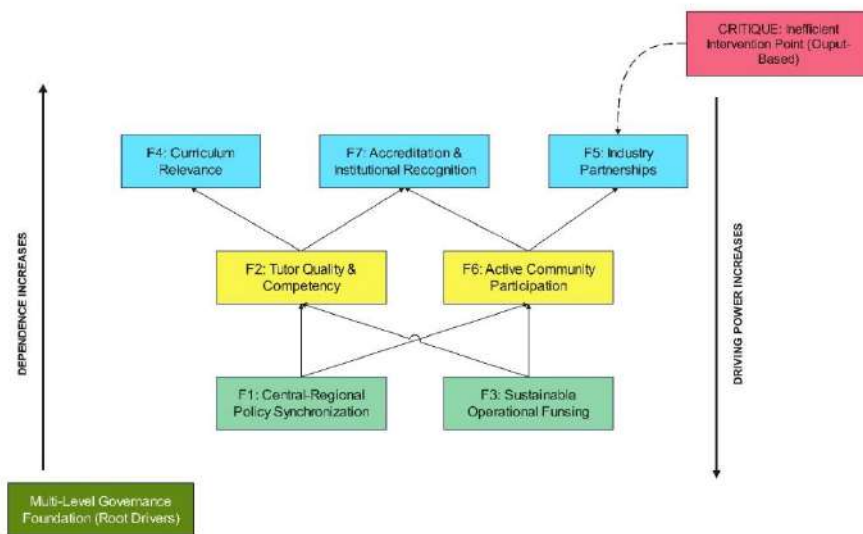 CRITIQUE: Inefficient
Intervention Point (Ouput-
Based)
F4: Curriculum
Relevance
F7: Accreditation &
Institutional Recognition
F5: Industry
Partnerships
F2: Tutor Quality &
Competency
F6: Active Community
Participation
F1: Central-Regional
Policy Synchronization
F3: Sustainable
Operational Funsing
DEPENDENCE INCREASES
DRIVING POWER INCREASES
Multi-Level Governance
Foundation (Root Drivers)